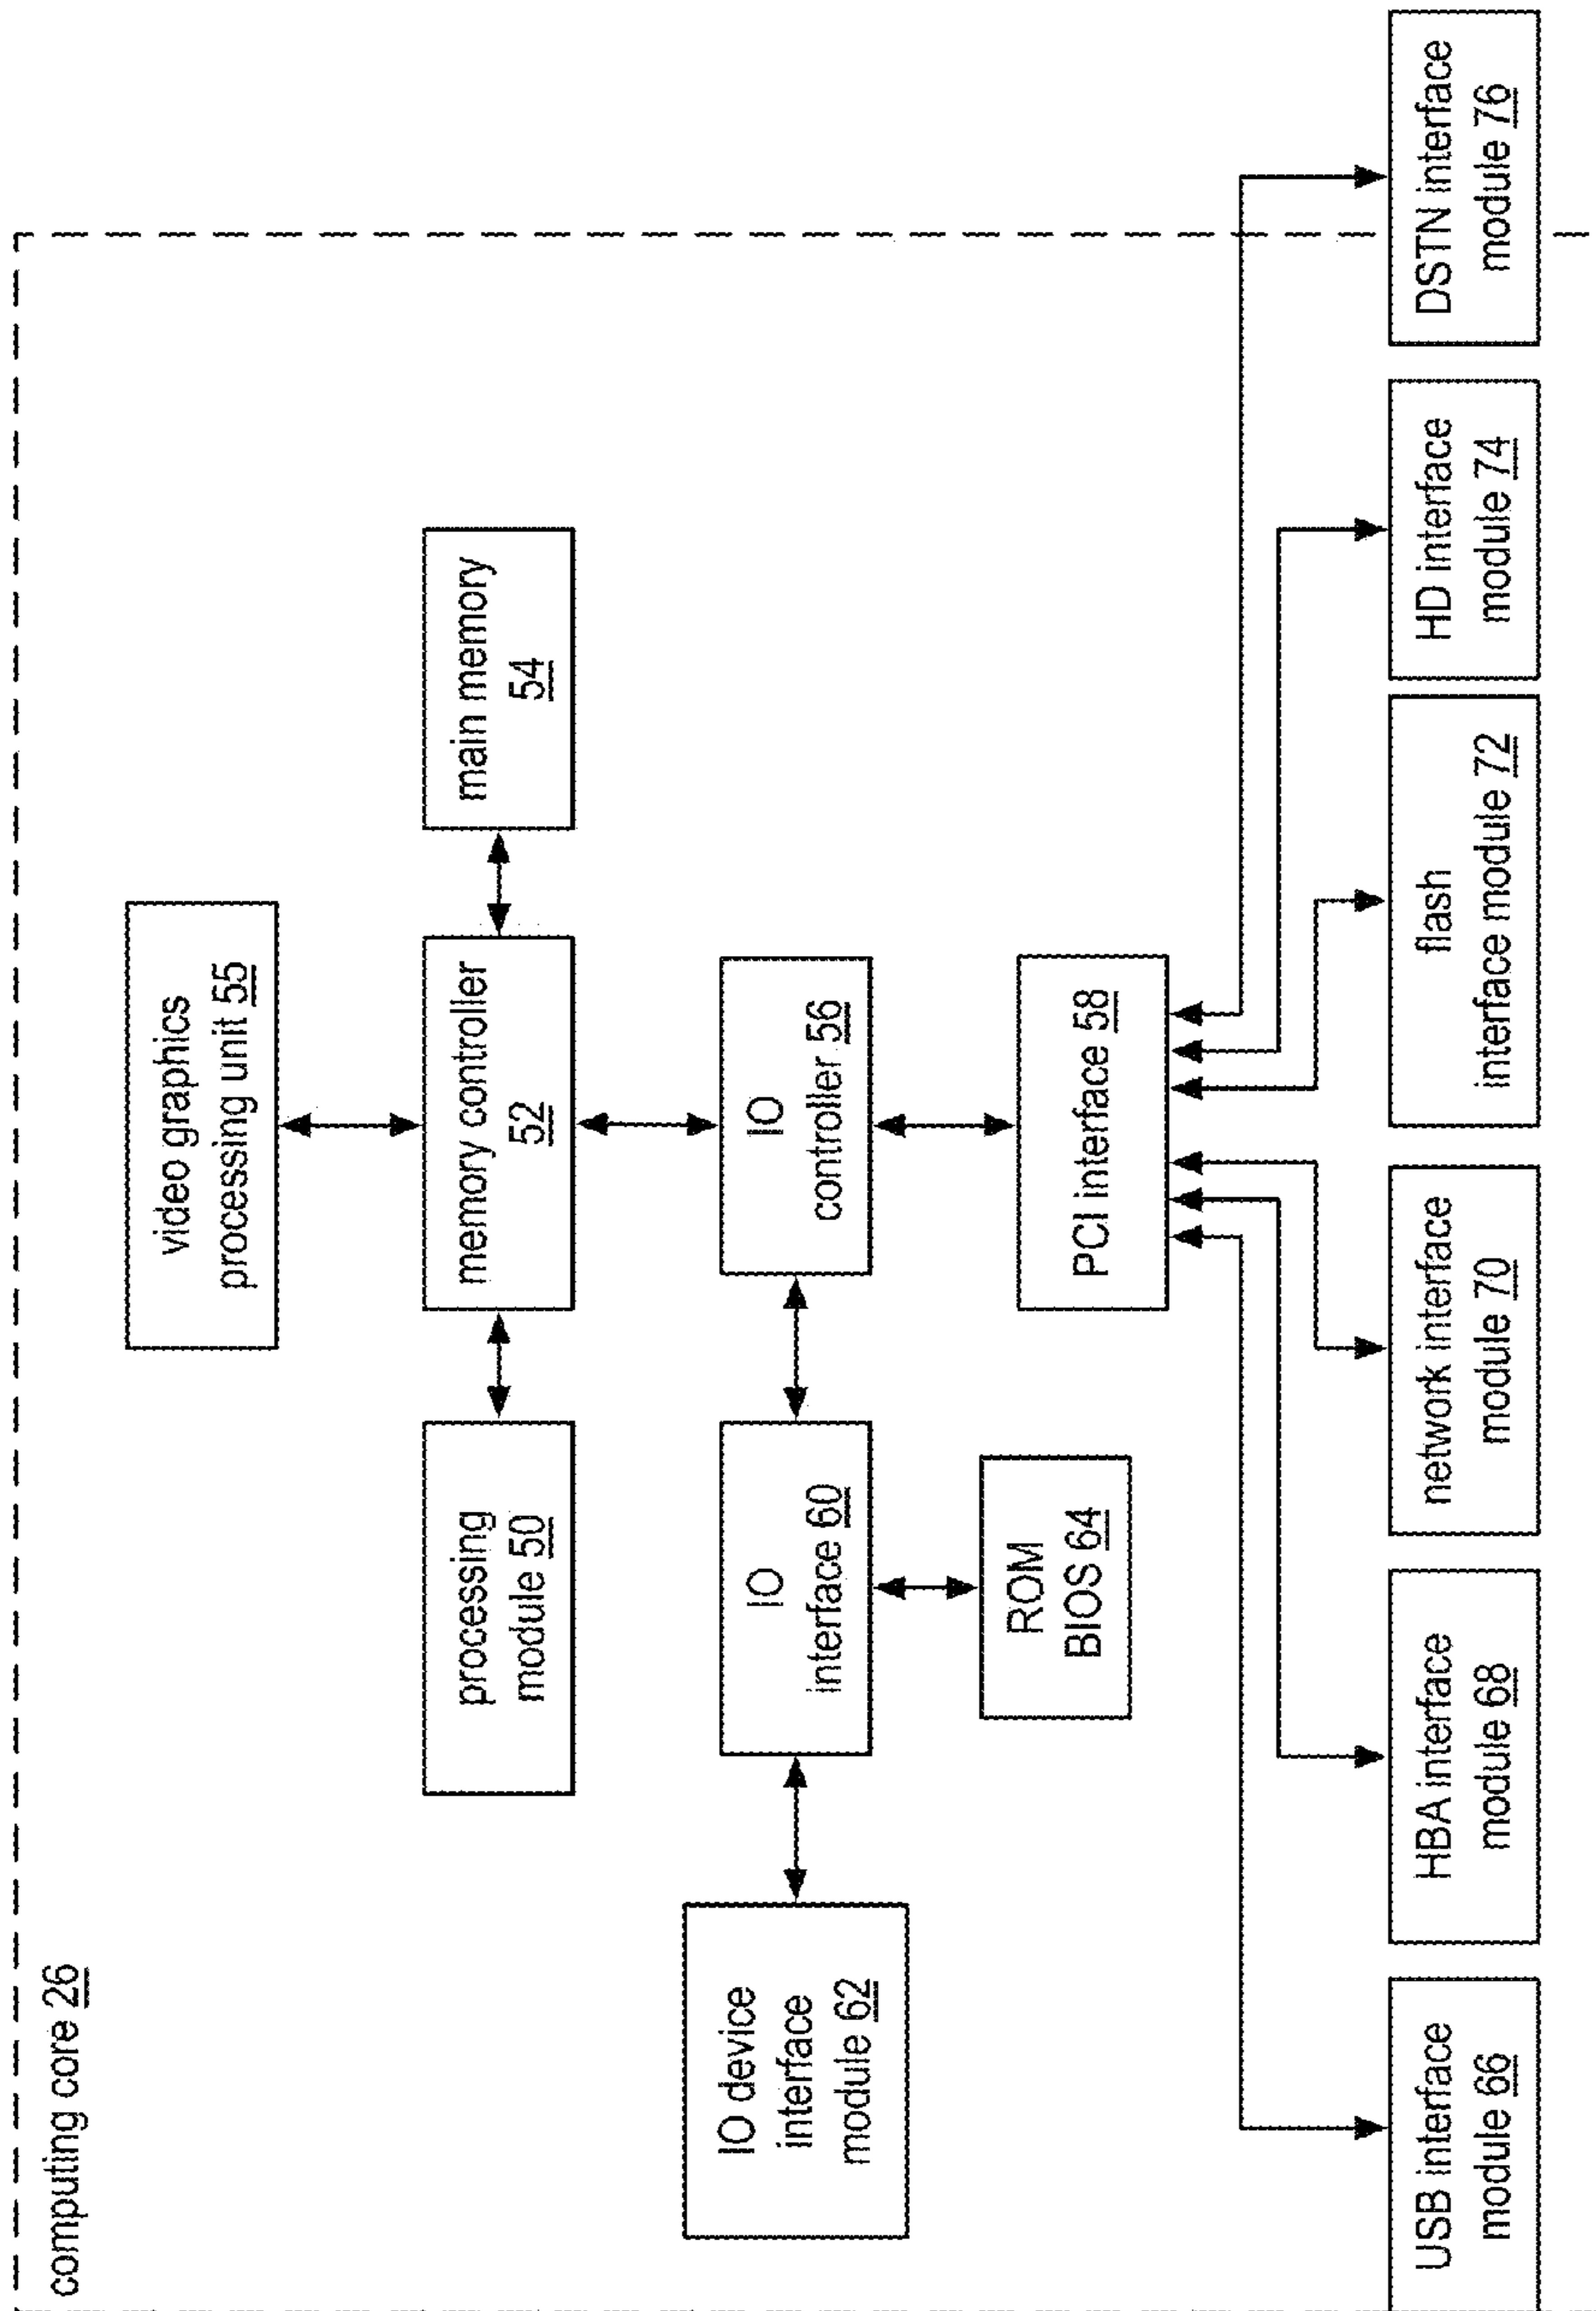 computing core 26
video graphics
processing unit 55
processing
module 50
memory controller
52
main memory
54
IO device
interface
module 62
IO
interface 60
IO
controller 56
ROM
BIOS 64
PCI interface 58
USB interface
module 66
HBA interface
module 68
network interface
module 70
flash
interface module 72
HD interface
module 74
DSTN interface
module 76